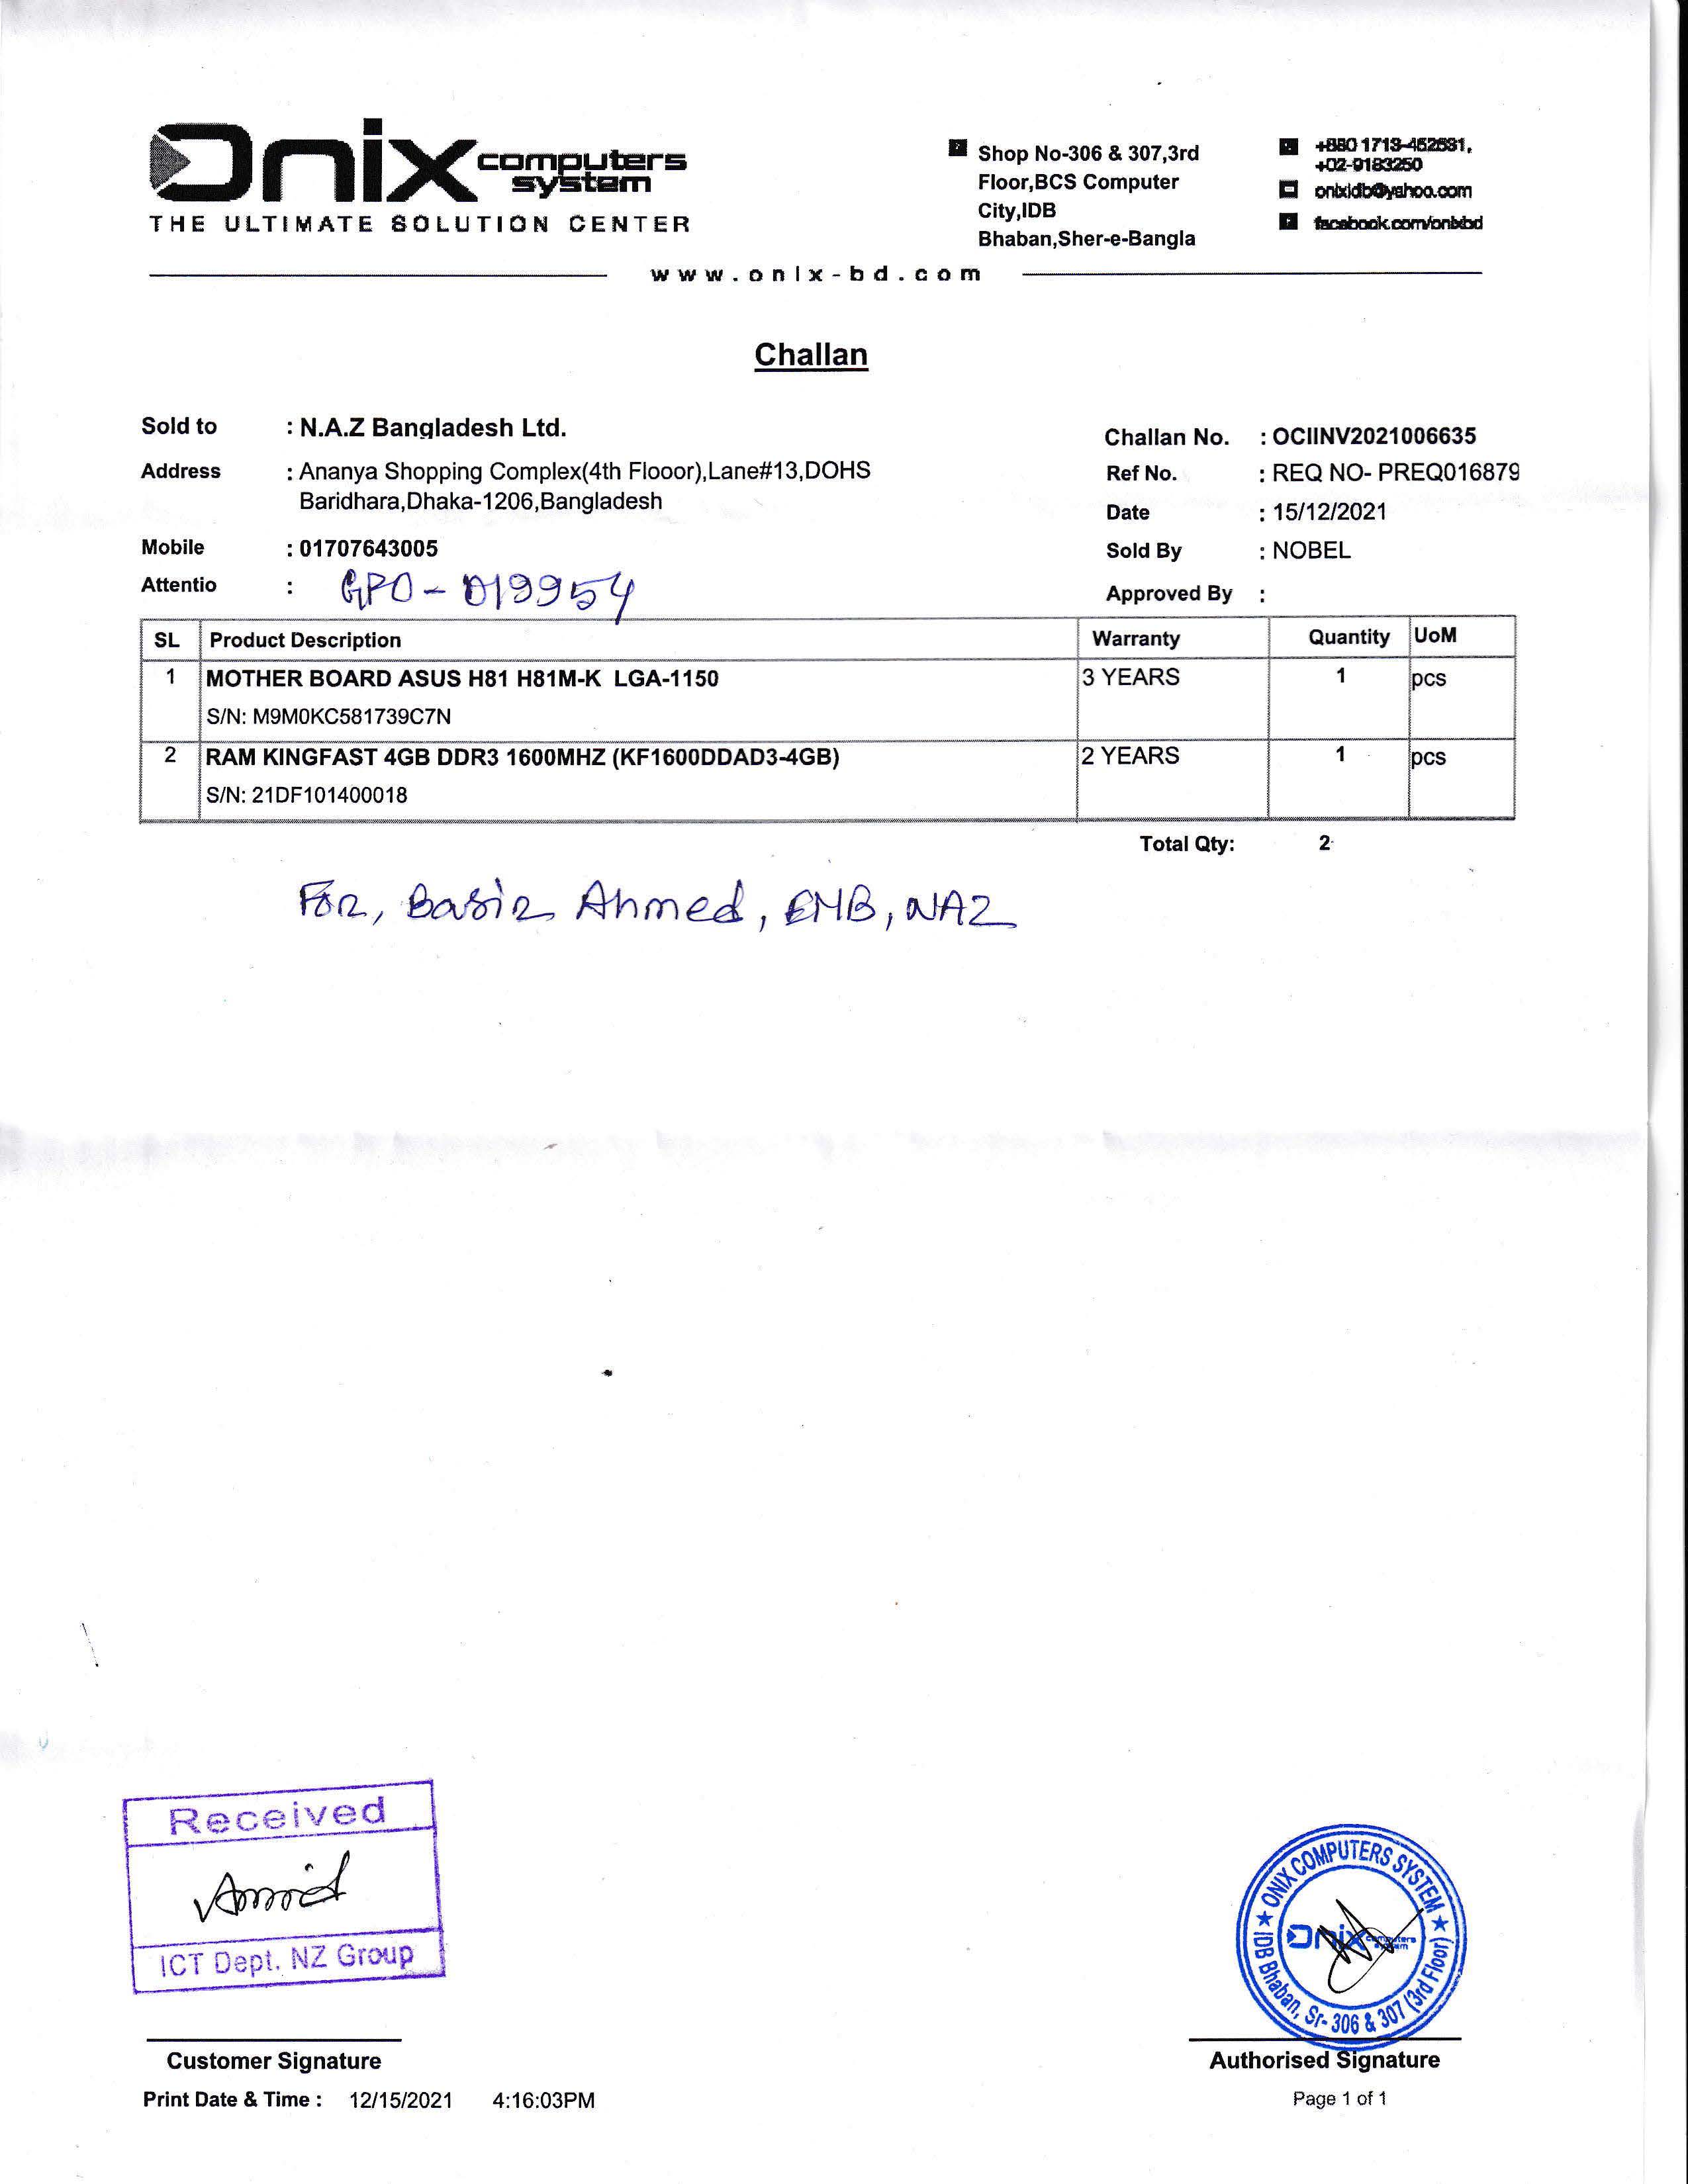 Onix computers system
THE ULTIMATE SOLUTION CENTER
Shop No-306 & 307,3rd
Floor,BCS Computer
City,IDB
Bhaban,Sher-e-Bangla
+880 1713-452631,
+02-9183250
onixidb@yahoo.com
facebook.com/onixbd
www.onix-bd.com
Challan
Sold to : N.A.Z Bangladesh Ltd.
Address : Ananya Shopping Complex(4th Flooor),Lane#13,DOHS
Baridhara,Dhaka-1206,Bangladesh
Mobile : 01707643005
Attentio : GPO-019954
Challan No. : OCIINV2021006635
Ref No. : REQ NO- PREQ016879
Date : 15/12/2021
Sold By : NOBEL
Approved By :
SL Product Description Warranty Quantity UoM
1 MOTHER BOARD ASUS H81 H81M-K LGA-1150 3 YEARS 1 pcs
S/N: M9M0KC581739C7N
2 RAM KINGFAST 4GB DDR3 1600MHZ (KF1600DDAD3-4GB) 2 YEARS 1 pcs
S/N: 21DF101400018
Total Qty: 2
For, Basir Ahmed, EMB, NAZ
Received
ICT Dept. NZ Group
ONIX COMPUTERS SYSTEM
Onix computers system
IDB Bhaban, Sr- 306 & 307 (3rd Floor)
Customer Signature
Authorised Signature
Print Date & Time : 12/15/2021 4:16:03PM
Page 1 of 1